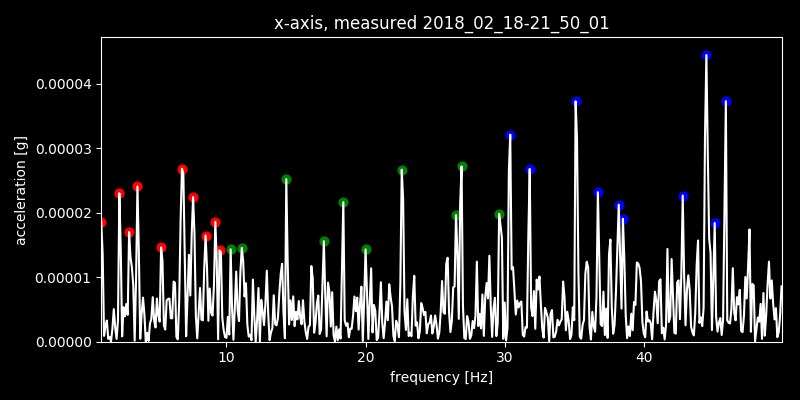 x-axis, measured 2018_02_18-21_50_01
acceleration [g]
0.00004
0.00003
0.00002
0.00001
0.00000
10 20 30 40
frequency [Hz]